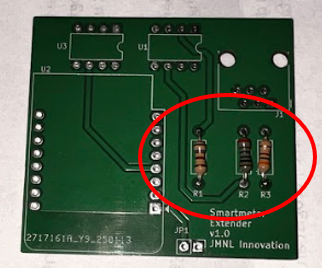 U3
U1
U2
J1
R1
R2
R3
Smartmeter
Extender
v1.0
JP1
JMNL Innovation
2717161A_Y9_250113